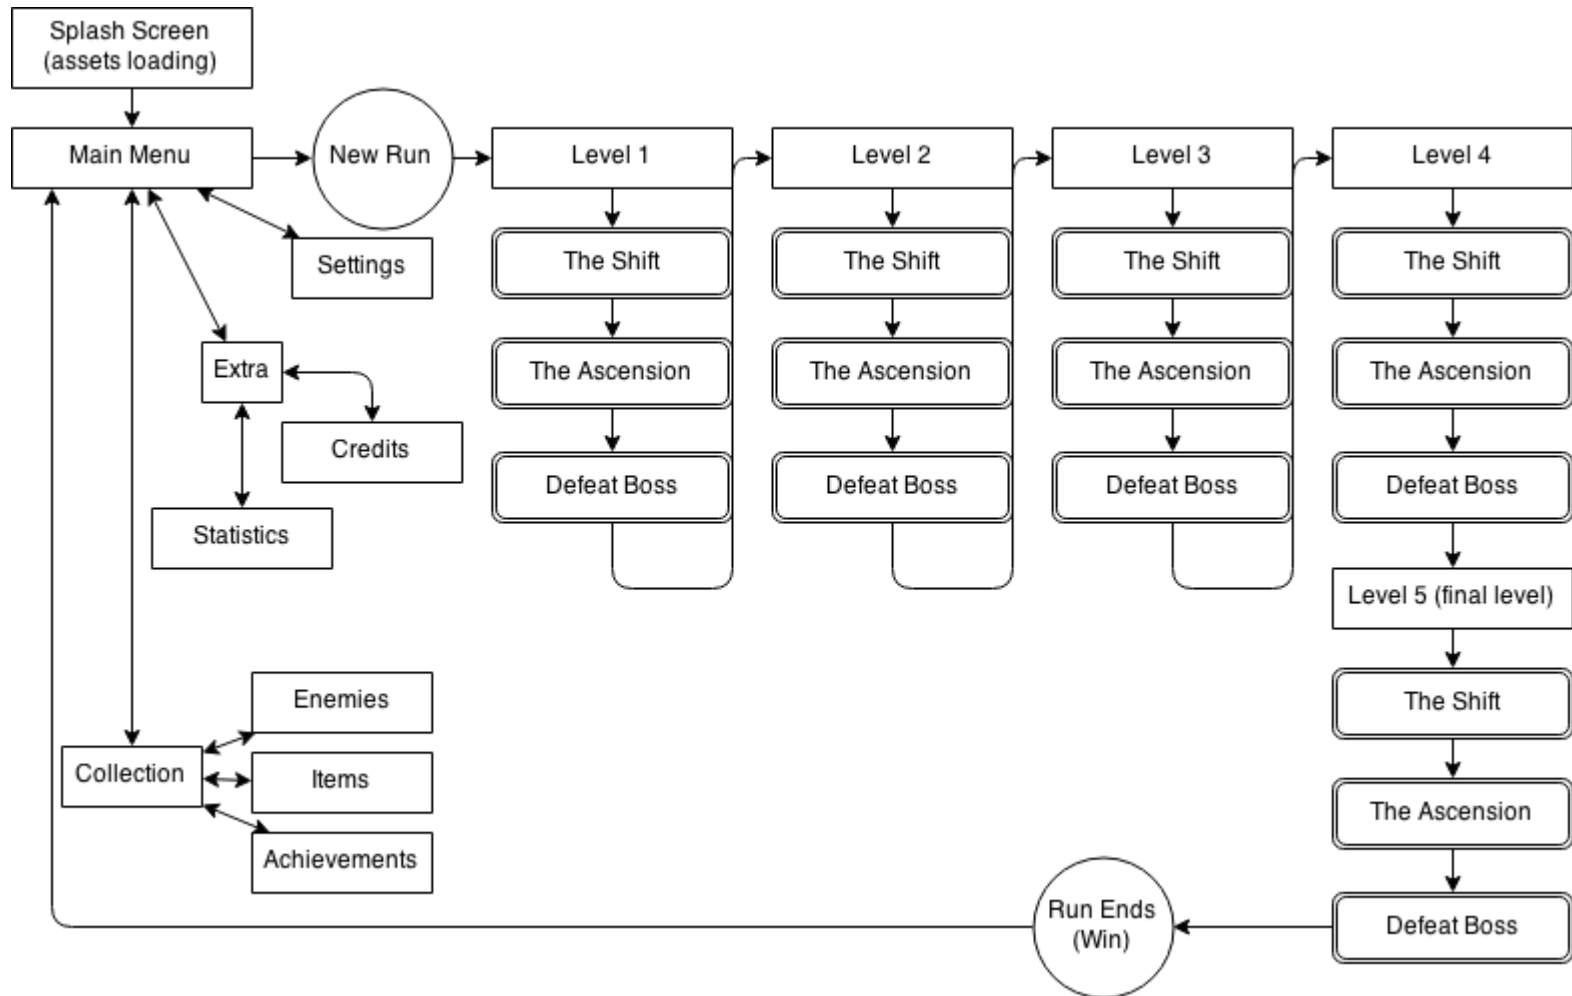 Splash Screen
(assets loading)
Main Menu
New Run
Level 1
Level 2
Level 3
Level 4
Settings
The Shift
The Shift
The Shift
The Shift
Extra
The Ascension
The Ascension
The Ascension
The Ascension
Credits
Defeat Boss
Defeat Boss
Defeat Boss
Defeat Boss
Statistics
Level 5 (final level)
Enemies
The Shift
Collection
Items
The Ascension
Achievements
Run Ends
(Win)
Defeat Boss